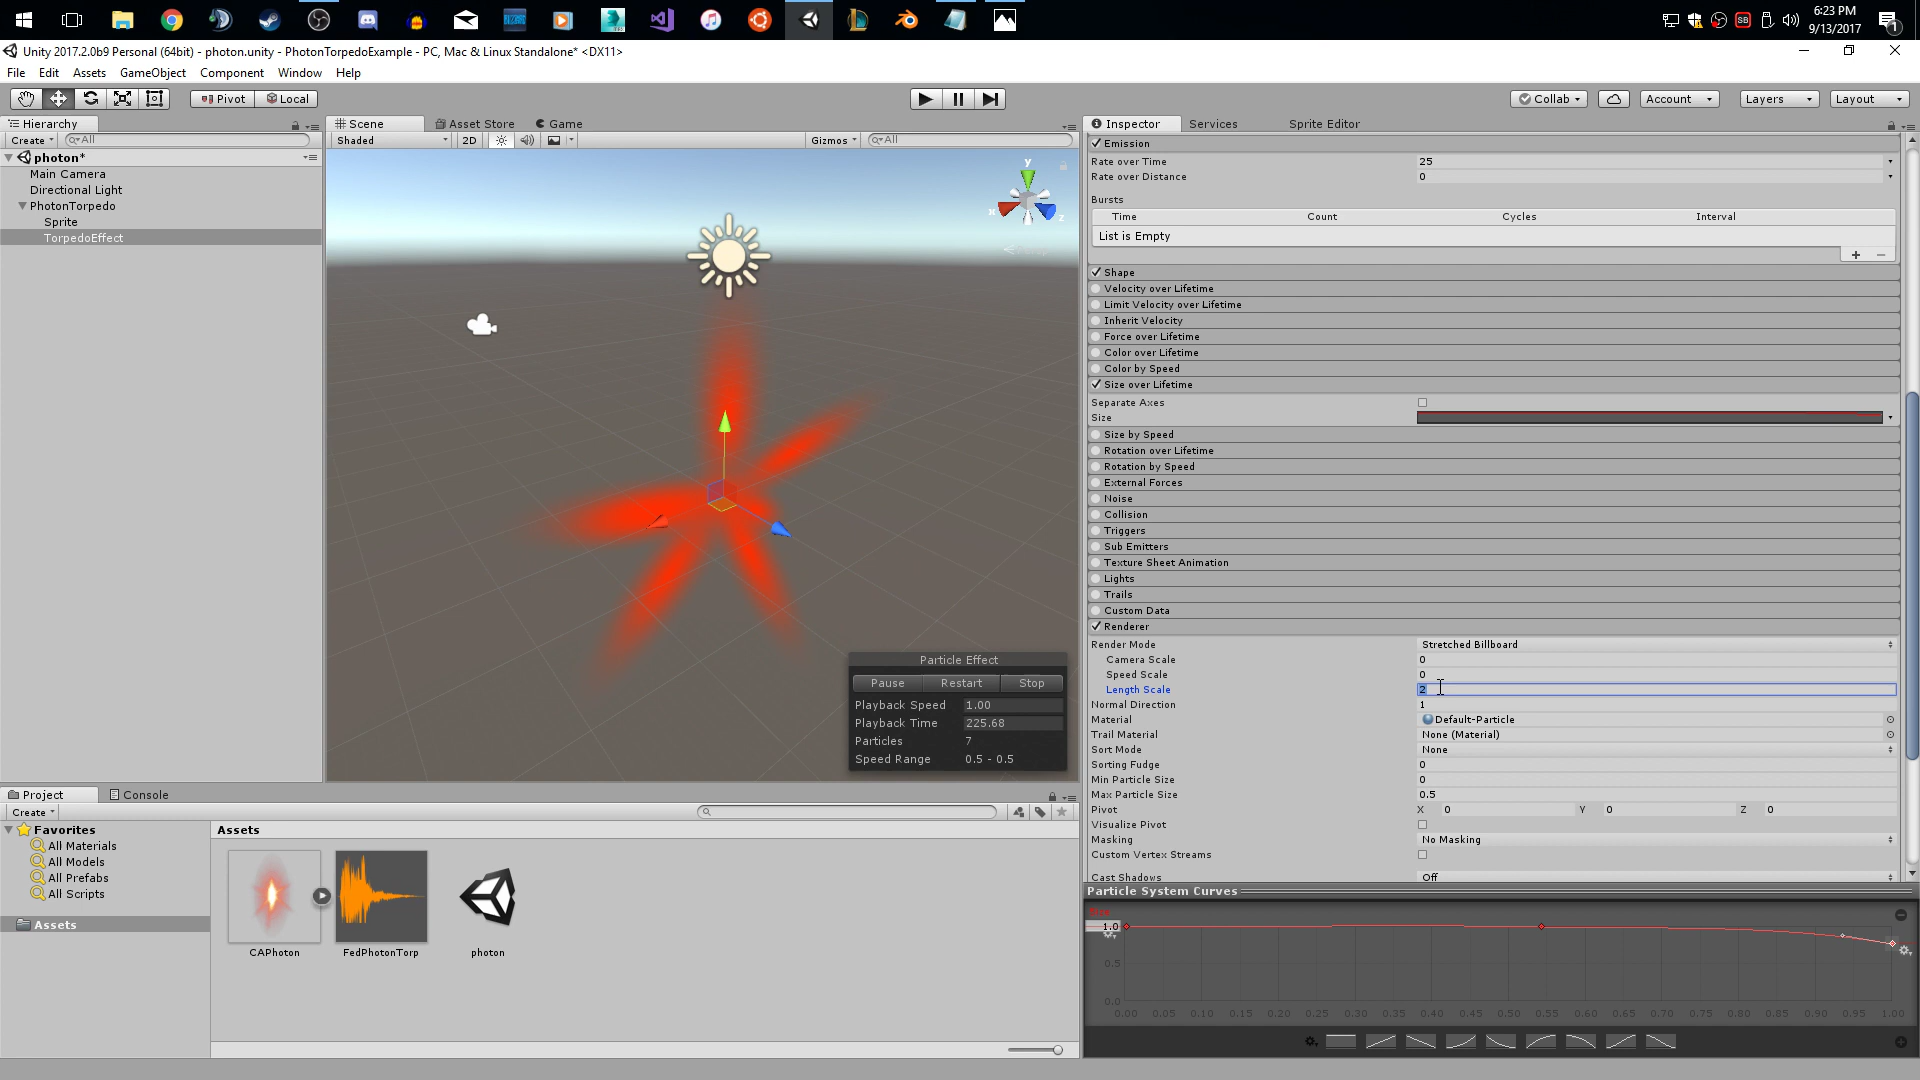 6:23 PM
9/13/2017
1
SB
Unity 2017.2.0b9 Personal (64bit) - photon.unity - PhotonTorpedoExample - PC, Mac & Linux Standalone* <DX11>
File Edit Assets GameObject Component Window Help
Pivot Local Collab Account Layers Layout
Hierarchy
Create All
photon*
Main Camera
Directional Light
PhotonTorpedo
Sprite
TorpedoEffect
Scene Asset Store Game
Shaded 2D Gizmos All
y
x
z
Persp
Particle Effect
Pause Restart Stop
Playback Speed 1.00
Playback Time 225.68
Particles 7
Speed Range 0.5 - 0.5
Inspector Services Sprite Editor
Emission
Rate over Time 25
Rate over Distance 0
Bursts
Time Count Cycles Interval
List is Empty
Shape
Velocity over Lifetime
Limit Velocity over Lifetime
Inherit Velocity
Force over Lifetime
Color over Lifetime
Color by Speed
Size over Lifetime
Separate Axes
Size
Size by Speed
Rotation over Lifetime
Rotation by Speed
External Forces
Noise
Collision
Triggers
Sub Emitters
Texture Sheet Animation
Lights
Trails
Custom Data
Renderer
Render Mode Stretched Billboard
Camera Scale 0
Speed Scale 0
Length Scale 2
Normal Direction 1
Material Default-Particle
Trail Material None (Material)
Sort Mode None
Sorting Fudge 0
Min Particle Size 0
Max Particle Size 0.5
Pivot X 0 Y 0 Z 0
Visualize Pivot
Masking No Masking
Custom Vertex Streams
Cast Shadows Off
Particle System Curves
Size
1.0
0.5
0.0
0.00 0.05 0.10 0.15 0.20 0.25 0.30 0.35 0.40 0.45 0.50 0.55 0.60 0.65 0.70 0.75 0.80 0.85 0.90 0.95 1.00
Project Console
Create
Favorites
All Materials
All Models
All Prefabs
All Scripts
Assets
Assets
CAPhoton FedPhotonTorp photon